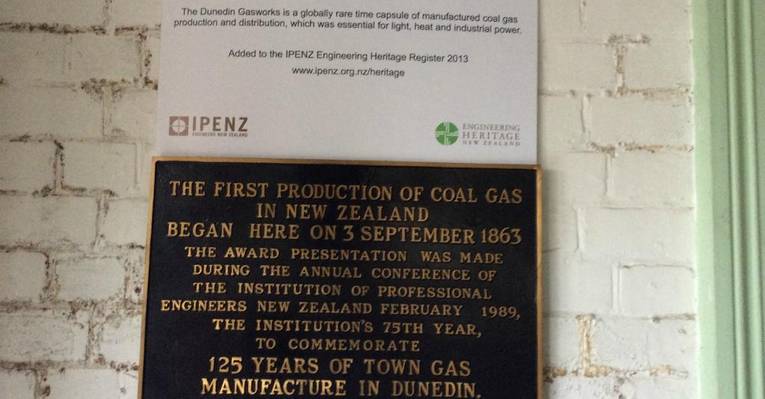 The Dunedin Gasworks is a globally rare time capsule of manufactured coal gas
production and distribution, which was essential for light, heat and industrial power.
Added to the IPENZ Engineering Heritage Register 2013
www.ipenz.org.nz/heritage
IPENZ
ENGINEERS NEW ZEALAND
ENGINEERING
HERITAGE
NEW ZEALAND
THE FIRST PRODUCTION OF COAL GAS
IN NEW ZEALAND
BEGAN HERE ON 3 SEPTEMBER 1863
THE AWARD PRESENTATION WAS MADE
DURING THE ANNUAL CONFERENCE OF
THE INSTITUTION OF PROFESSIONAL
ENGINEERS NEW ZEALAND FEBRUARY 1989,
THE INSTITUTION'S 75TH YEAR,
TO COMMEMORATE
125 YEARS OF TOWN GAS
MANUFACTURE IN DUNEDIN.